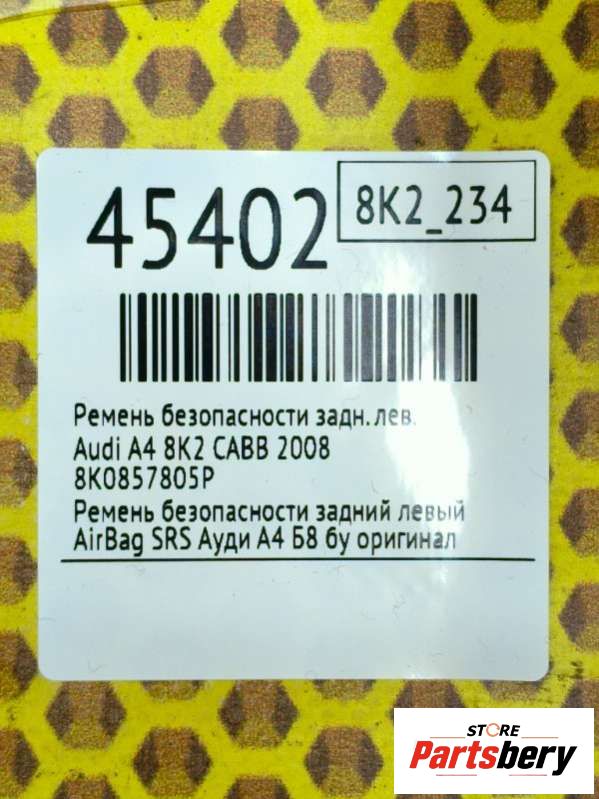 45402
8K2_234
Ремень безопасности задн.лев.
Audi A4 8K2 CABB 2008
8K0857805P
Ремень безопасности задний левый
AirBag SRS Ауди А4 Б8 бу оригинал
STORE
Partsbery